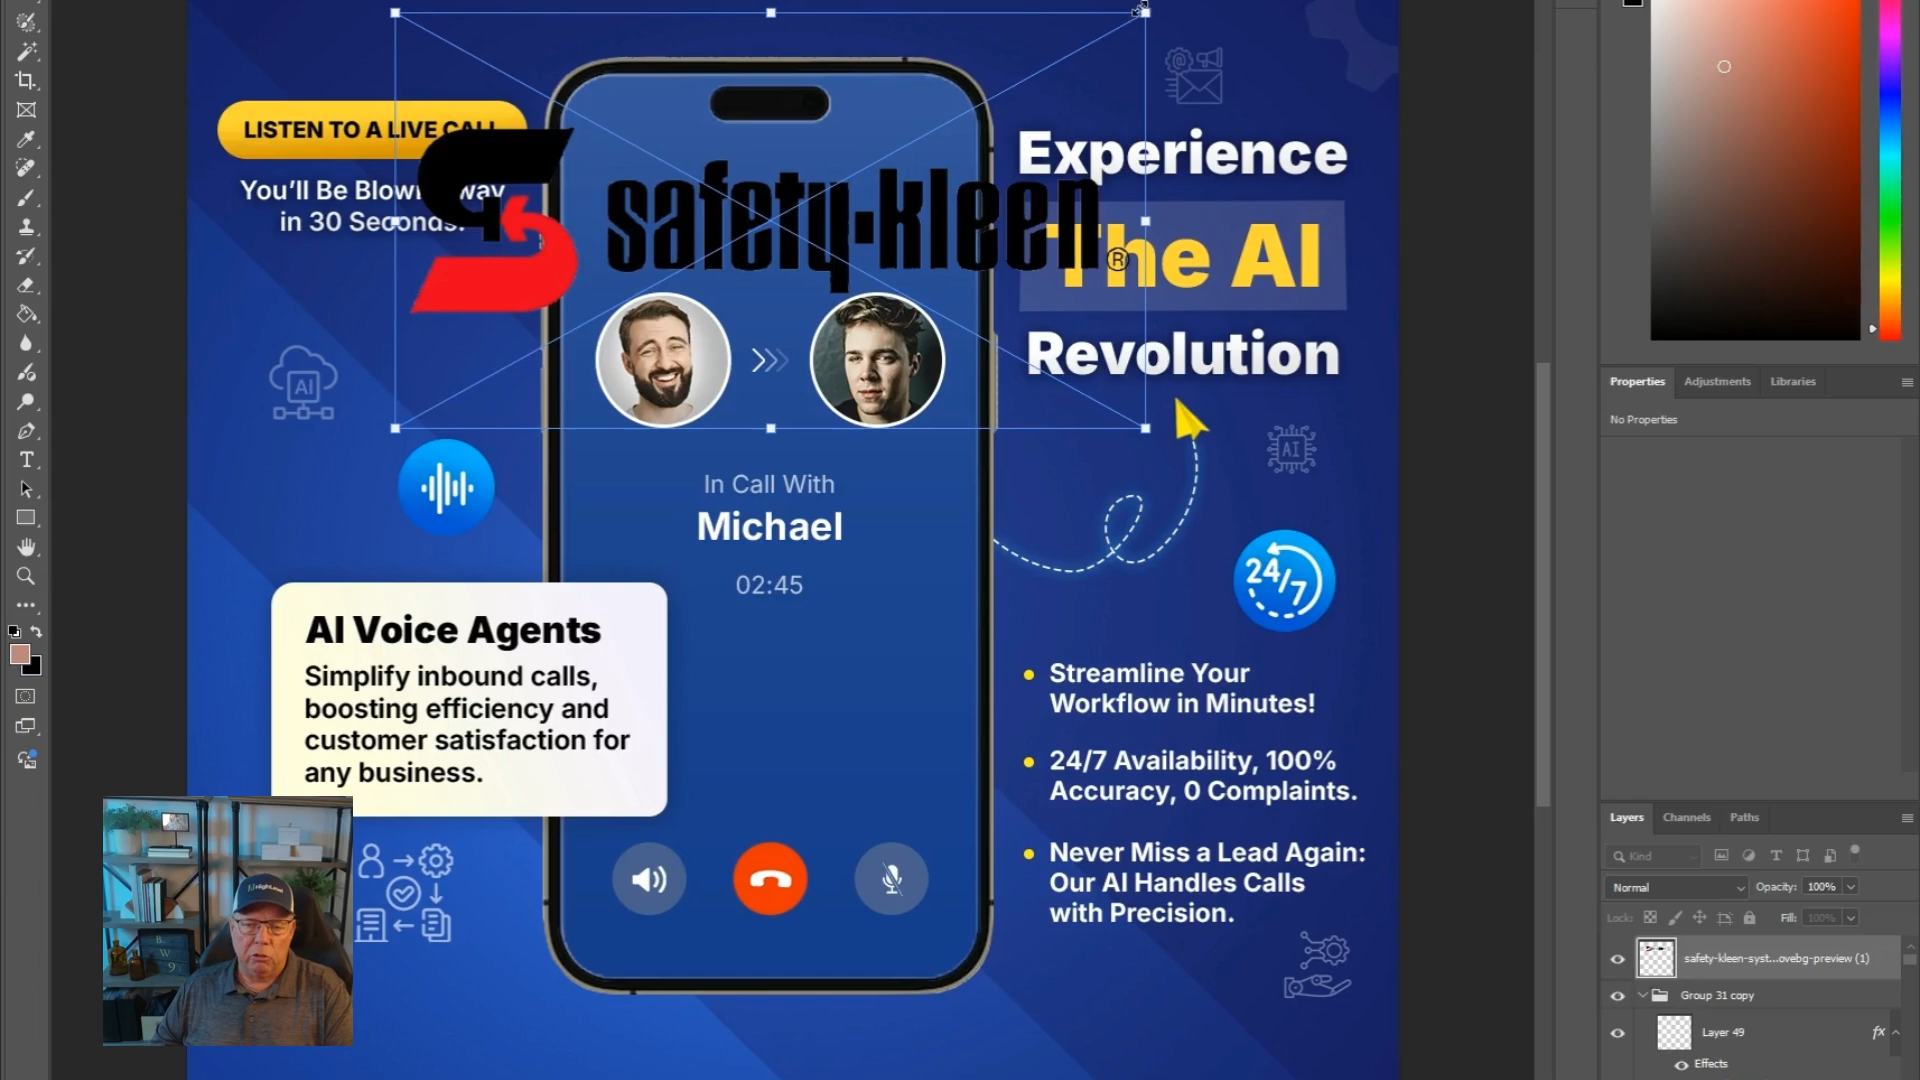 LISTEN TO A LIVE CALL
You'll Be Blown Away
in 30 Seconds!
safety-kleen®
Experience
The AI
Revolution
AI
AI
In Call With
Michael
02:45
24/7
AI Voice Agents
Simplify inbound calls,
boosting efficiency and
customer satisfaction for
any business.
Streamline Your
Workflow in Minutes!
24/7 Availability, 100%
Accuracy, 0 Complaints.
Never Miss a Lead Again:
Our AI Handles Calls
with Precision.
HighLevel
Properties
Adjustments
Libraries
No Properties
Layers
Channels
Paths
Kind
Normal
Opacity:
100%
Lock:
Fill:
100%
safety-kleen-syst...ovebg-preview (1)
Group 31 copy
Layer 49
fx
Effects